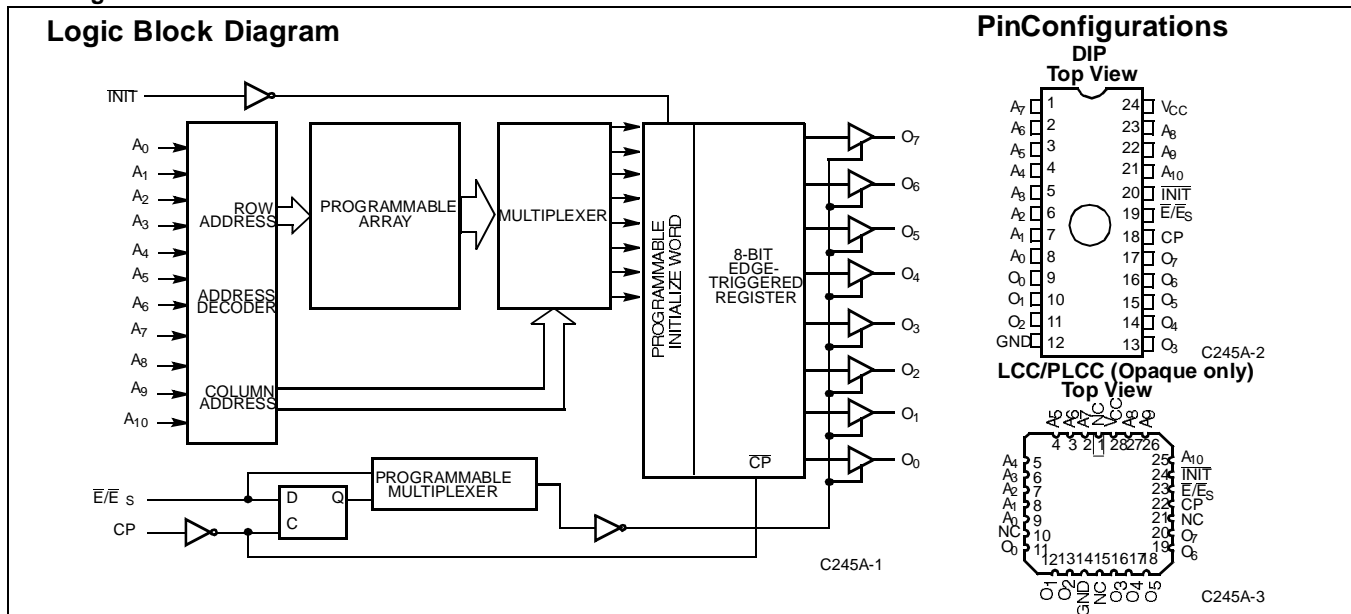 Logic Block Diagram
INIT
A0
A1
A2
A3
A4
A5
A6
A7
A8
A9
A10
ROW
ADDRESS
ADDRESS
DECODER
COLUMN
ADDRESS
PROGRAMMABLE
ARRAY
MULTIPLEXER
PROGRAMMABLE
INITIALIZE WORD
8-BIT
EDGE-
TRIGGERED
REGISTER
CP
O7
O6
O5
O4
O3
O2
O1
O0
E/E S
CP
D
Q
C
PROGRAMMABLE
MULTIPLEXER
C245A-1
PinConfigurations
DIP
Top View
A7 1 24 VCC
A6 2 23 A8
A5 3 22 A9
A4 4 21 A10
A3 5 20 INIT
A2 6 19 E/ES
A1 7 18 CP
A0 8 17 O7
O0 9 16 O6
O1 10 15 O5
O2 11 14 O4
GND 12 13 O3
C245A-2
LCC/PLCC (Opaque only)
Top View
A5 A6 A7 NC VCC A8 A9
4 3 2 1 28 27 26
A4 5 25 A10
A3 6 24 INIT
A2 7 23 E/ES
A1 8 22 CP
A0 9 21 NC
NC 10 20 O7
O0 11 19 O6
12 13 14 15 16 17 18
O1 O2 GND NC O3 O4 O5
C245A-3